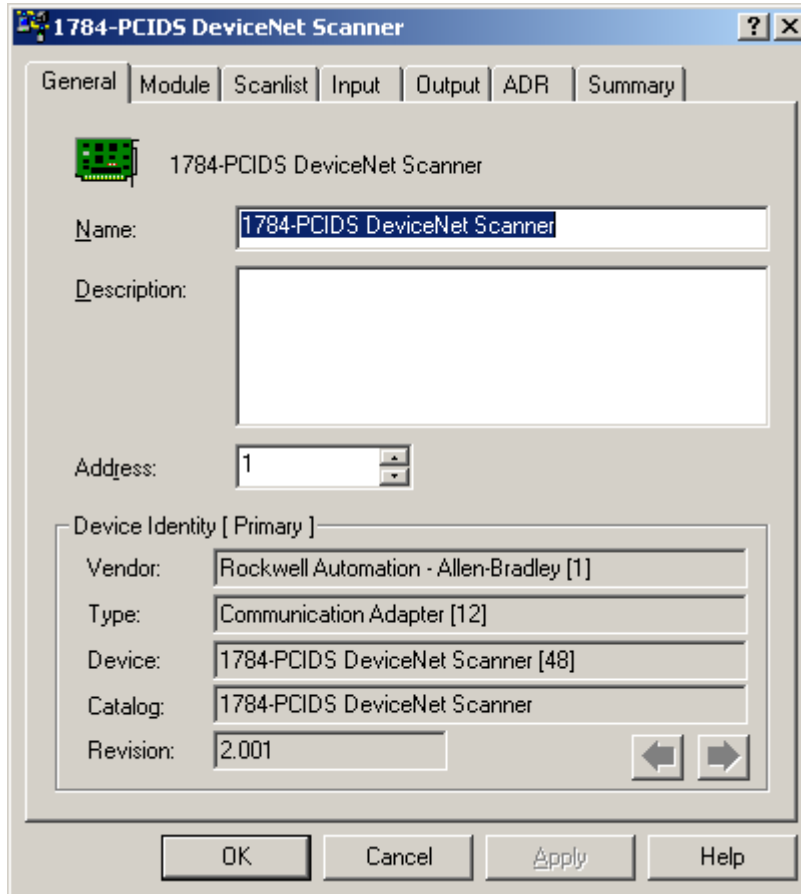 1784-PCIDS DeviceNet Scanner
General Module Scanlist Input Output ADR Summary
1784-PCIDS DeviceNet Scanner
Name: 1784-PCIDS DeviceNet Scanner
Description:
Address: 1
Device Identity [ Primary ]
Vendor: Rockwell Automation - Allen-Bradley [1]
Type: Communication Adapter [12]
Device: 1784-PCIDS DeviceNet Scanner [48]
Catalog: 1784-PCIDS DeviceNet Scanner
Revision: 2.001
OK Cancel Apply Help